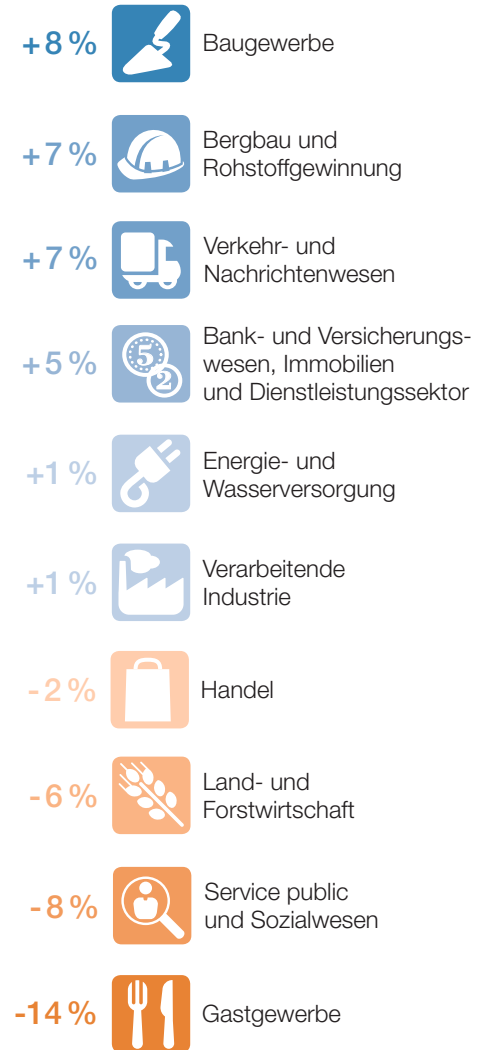 +8 % Baugewerbe
+7 % Bergbau und
Rohstoffgewinnung
+7 % Verkehr- und
Nachrichtenwesen
+5 % Bank- und Versicherungs-
wesen, Immobilien
und Dienstleistungssektor
5
2
+1 % Energie- und
Wasserversorgung
+1 % Verarbeitende
Industrie
-2 % Handel
-6 % Land- und
Forstwirtschaft
-8 % Service public
und Sozialwesen
-14 % Gastgewerbe